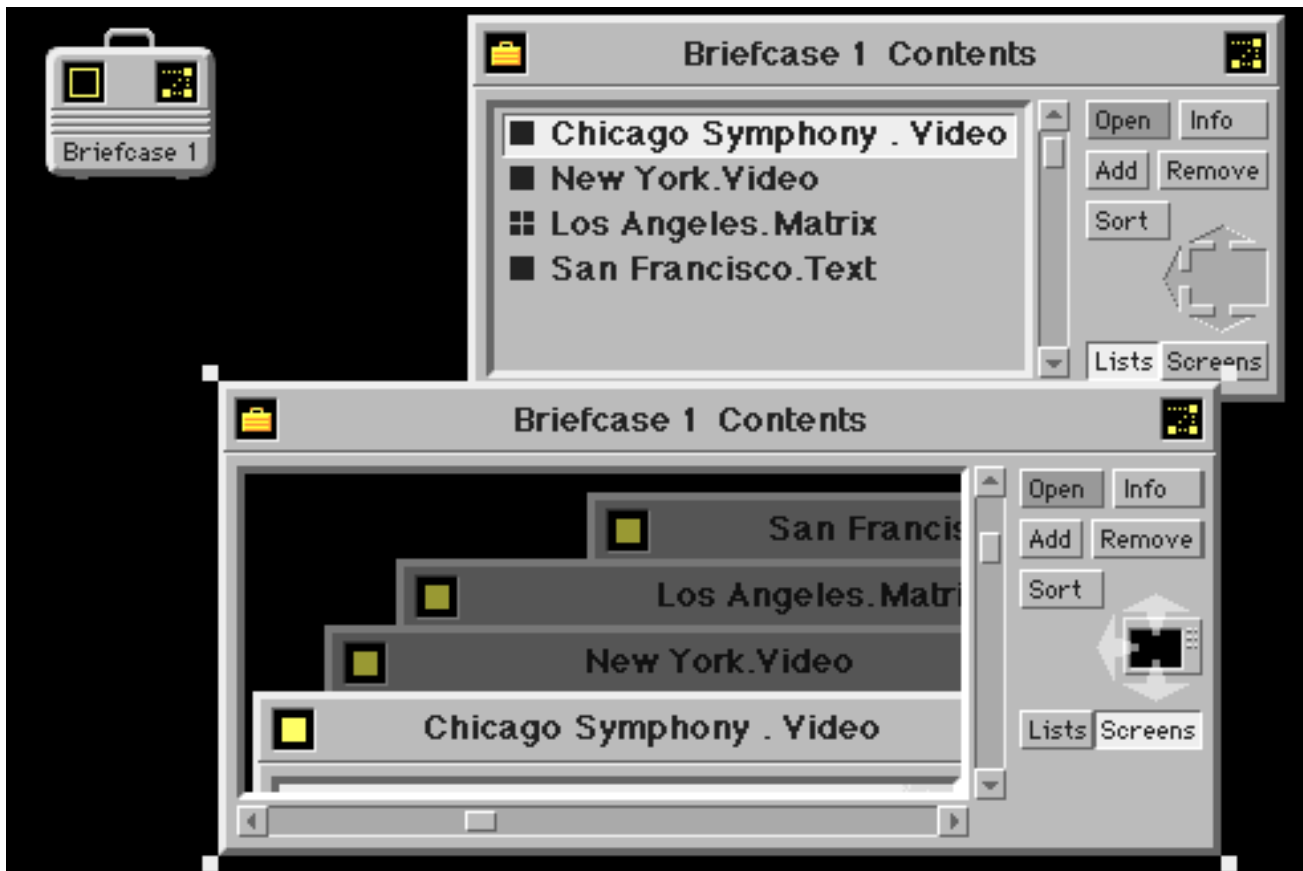 Briefcase 1
Briefcase 1 Contents
Chicago Symphony . Video
New York.Video
Los Angeles.Matrix
San Francisco.Text
Open Info
Add Remove
Sort
Lists Screens
Briefcase 1 Contents
San Francis
Los Angeles.Matri
New York.Video
Chicago Symphony . Video
Open Info
Add Remove
Sort
Lists Screens